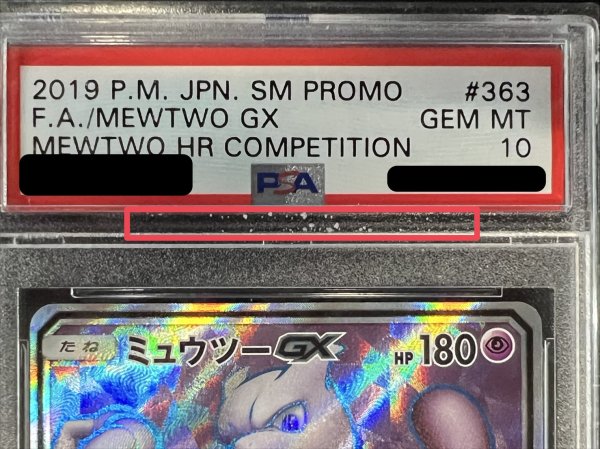 2019 P.M. JPN. SM PROMO #363
F.A./MEWTWO GX GEM MT
MEWTWO HR COMPETITION 10
PSA
たね ミュウツーGX HP 180